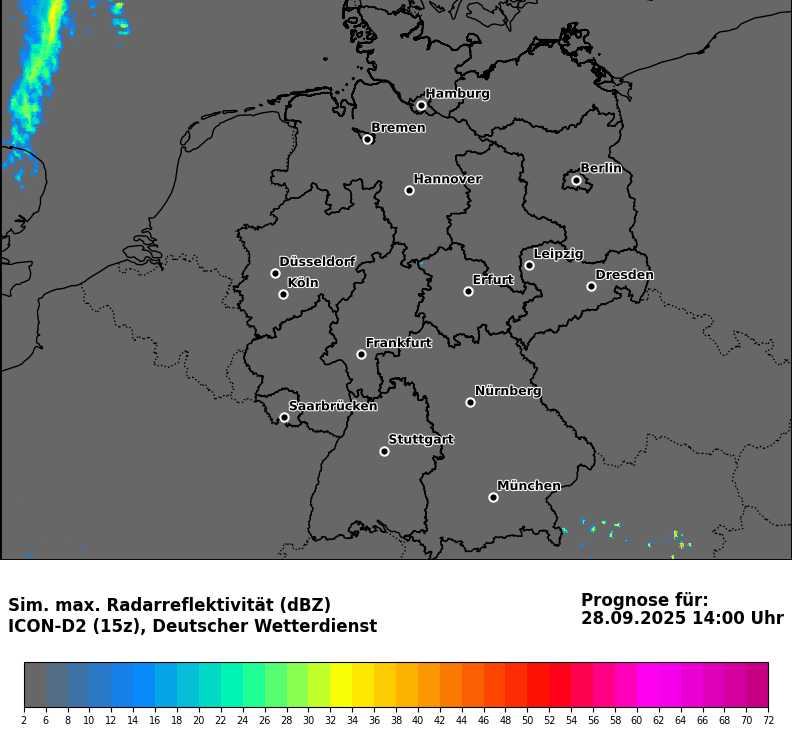 Hamburg
Bremen
Berlin
Hannover
Leipzig
Düsseldorf
Dresden
Erfurt
Köln
Frankfurt
Nürnberg
Saarbrücken
Stuttgart
München
Sim. max. Radarreflektivität (dBZ)
ICON-D2 (15z), Deutscher Wetterdienst
Prognose für:
28.09.2025 14:00 Uhr
2 6 8 10 12 14 16 18 20 22 24 26 28 30 32 34 36 38 40 42 44 46 48 50 52 54 56 58 60 62 64 66 68 70 72